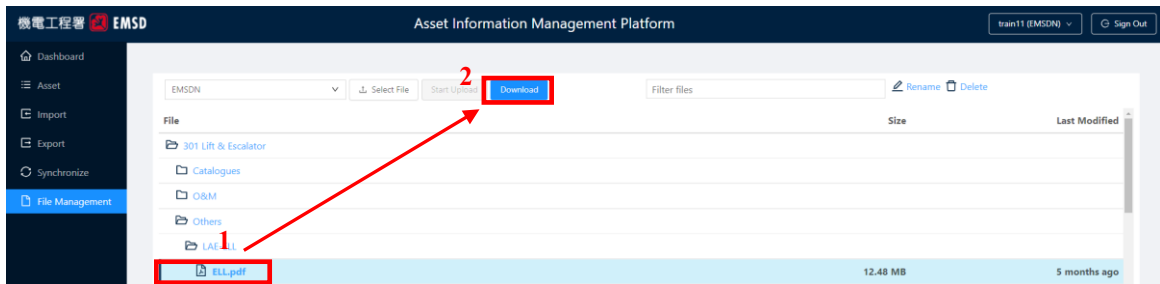 機電工程署 EMSD Asset Information Management Platform train11 (EMSDN) Sign Out
Dashboard
Asset
Import
Export
Synchronize
File Management
2
EMSDN Select File Start Upload Download Filter files Rename Delete
File Size Last Modified
301 Lift & Escalator
Catalogues
O&M
Others
1
ELL.pdf 12.48 MB 5 months ago